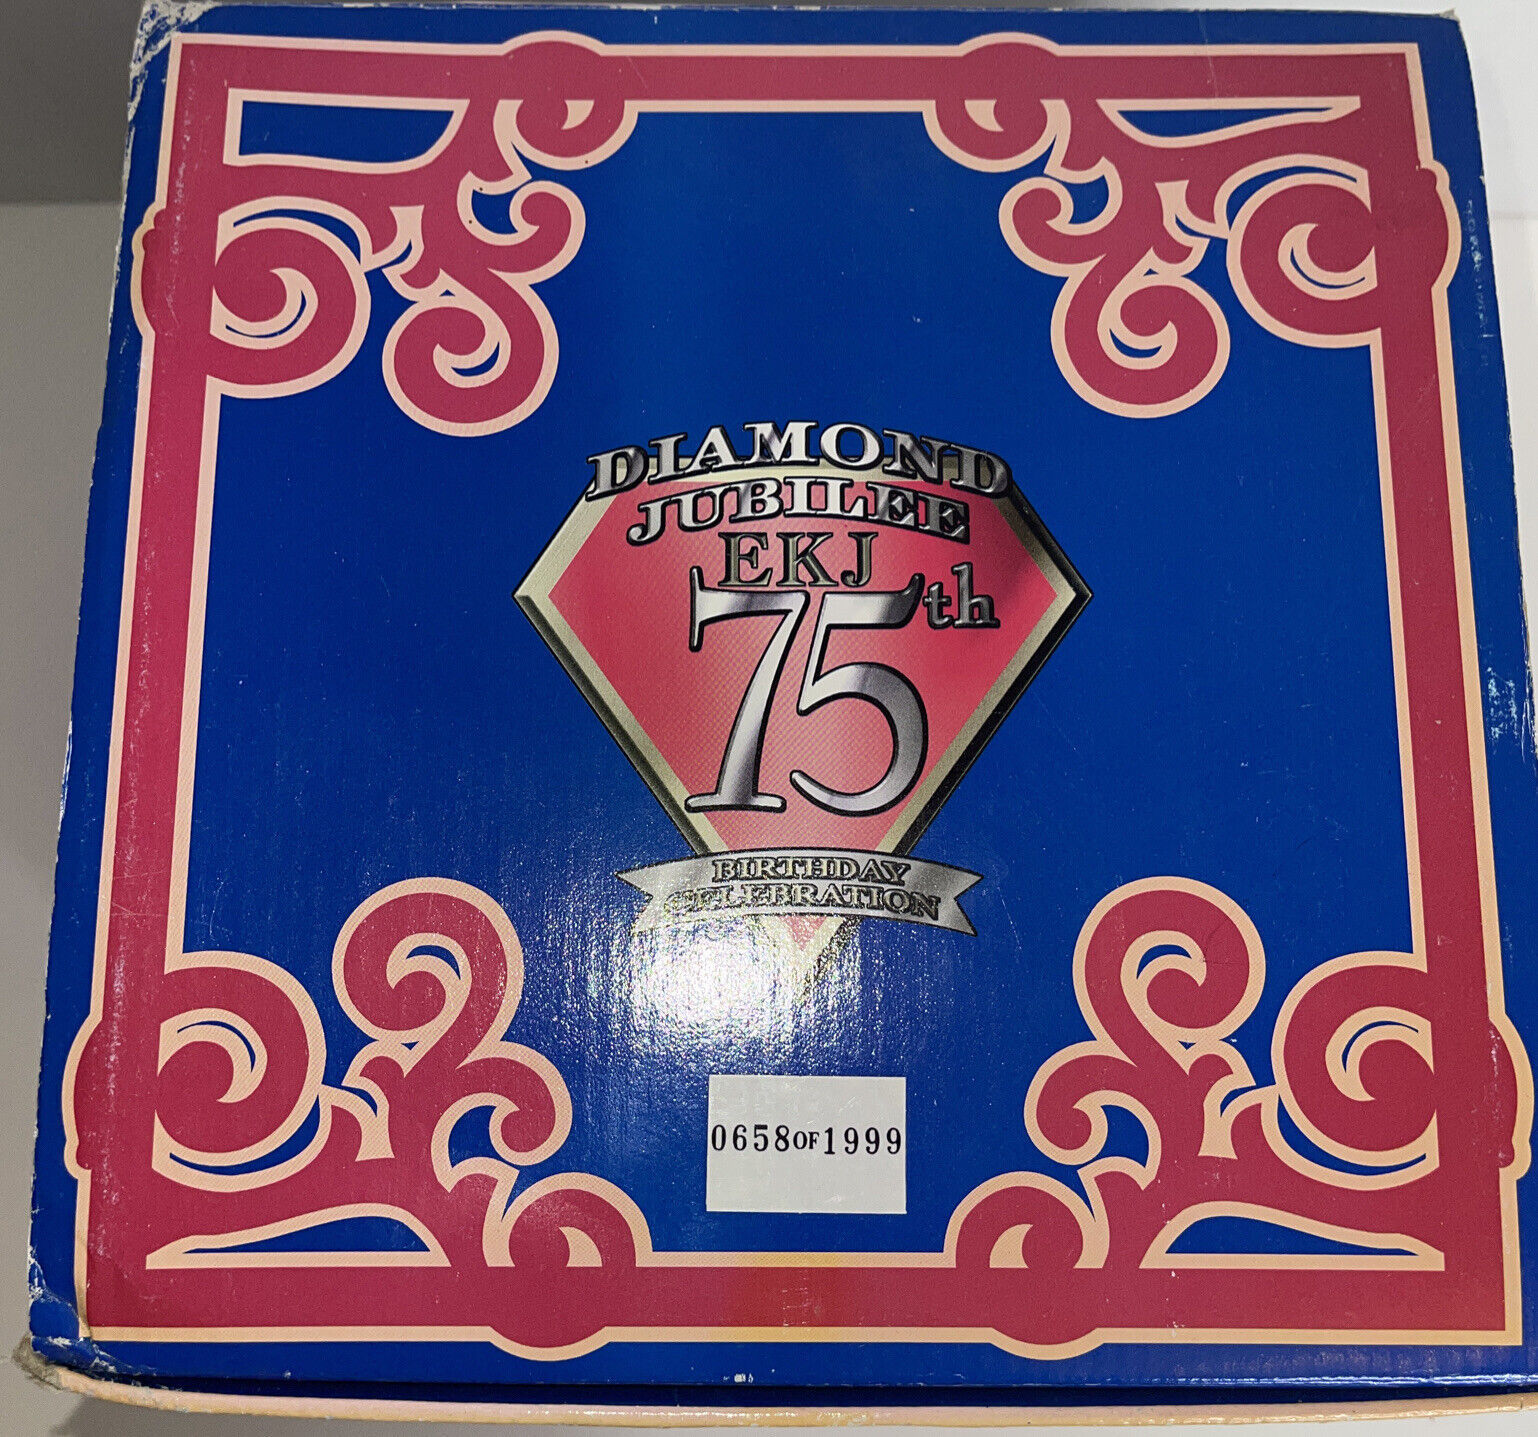 DIAMOND
JUBILEE
EKJ
75th
BIRTHDAY
CELEBRATION
0658 OF 1999